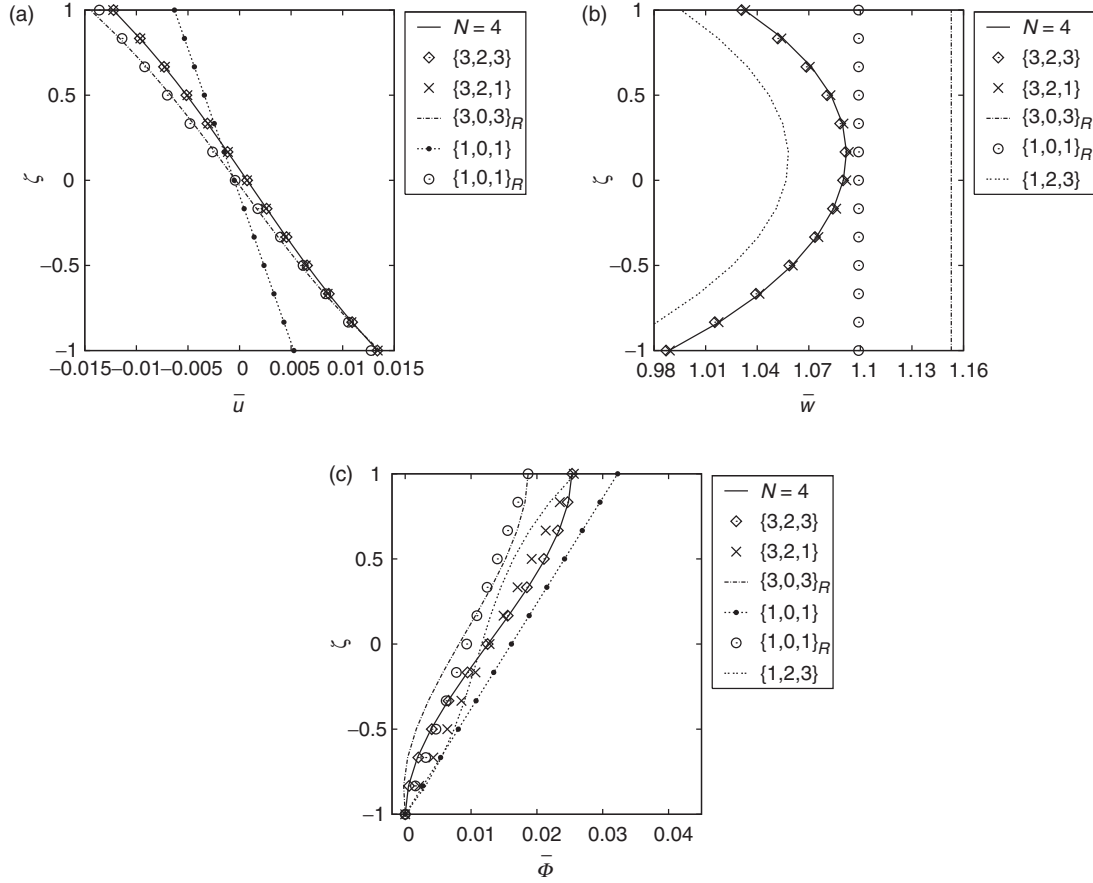 (a)
1
0.5
0
−0.5
−1
ζ
−0.015
−0.01
−0.005
0
0.005
0.01
0.015
u̅
N = 4
{3,2,3}
{3,2,1}
{3,0,3}R
{1,0,1}
{1,0,1}R
(b)
1
0.5
0
−0.5
−1
ζ
0.98
1.01
1.04
1.07
1.1
1.13
1.16
w̅
N = 4
{3,2,3}
{3,2,1}
{3,0,3}R
{1,0,1}R
{1,2,3}
(c)
1
0.5
0
−0.5
−1
ζ
0
0.01
0.02
0.03
0.04
Φ̅
N = 4
{3,2,3}
{3,2,1}
{3,0,3}R
{1,0,1}
{1,0,1}R
{1,2,3}